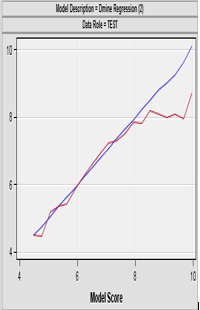 Model Description = Dmine Regression (2)
Data Role = TEST
10
8
6
4
4 6 8 10
Model Score